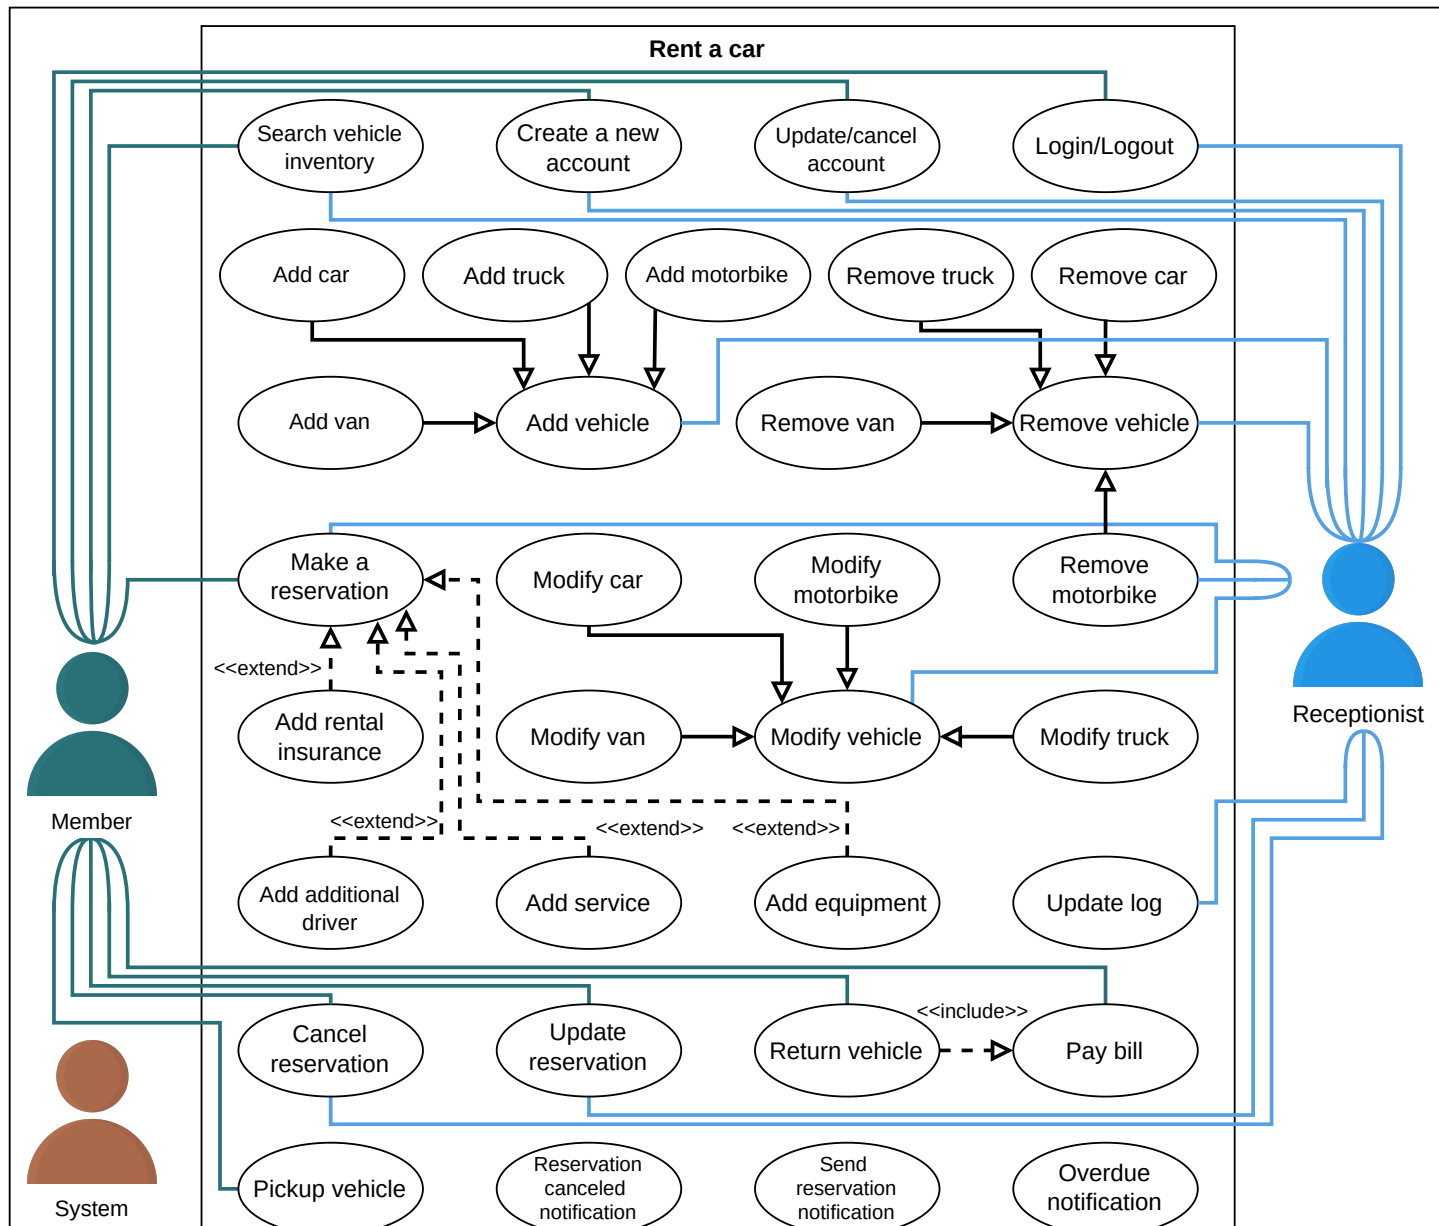 Rent a car
Search vehicle
inventory
Create a new
account
Update/cancel
account
Login/Logout
Add car
Add truck
Add motorbike
Remove truck
Remove car
Add van
Add vehicle
Remove van
Remove vehicle
Make a
reservation
Modify car
Modify
motorbike
Remove
motorbike
<<extend>>
Add rental
insurance
Modify van
Modify vehicle
Modify truck
Receptionist
Member
<<extend>>
<<extend>>
<<extend>>
Add additional
driver
Add service
Add equipment
Update log
<<include>>
Cancel
reservation
Update
reservation
Return vehicle
Pay bill
Pickup vehicle
Reservation
canceled
notification
Send
reservation
notification
Overdue
notification
System